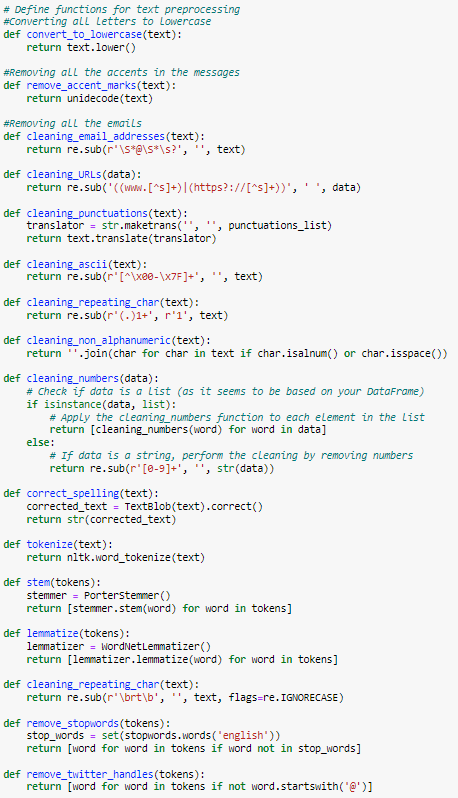 # Define functions for text preprocessing
#Converting all letters to lowercase
def convert_to_lowercase(text):
    return text.lower()

#Removing all the accents in the messages
def remove_accent_marks(text):
    return unidecode(text)

#Removing all the emails
def cleaning_email_addresses(text):
    return re.sub(r'\S*@\S*\s?', '', text)

def cleaning_URLs(data):
    return re.sub('((www.[^s]+)|(https?://[^s]+))', ' ', data)

def cleaning_punctuations(text):
    translator = str.maketrans('', '', punctuations_list)
    return text.translate(translator)

def cleaning_ascii(text):
    return re.sub(r'[^\x00-\x7F]+', '', text)

def cleaning_repeating_char(text):
    return re.sub(r'(.)1+', r'1', text)

def cleaning_non_alphanumeric(text):
    return ''.join(char for char in text if char.isalnum() or char.isspace())

def cleaning_numbers(data):
    # Check if data is a list (as it seems to be based on your DataFrame)
    if isinstance(data, list):
        # Apply the cleaning_numbers function to each element in the list
        return [cleaning_numbers(word) for word in data]
    else:
        # If data is a string, perform the cleaning by removing numbers
        return re.sub(r'[0-9]+', '', str(data))

def correct_spelling(text):
    corrected_text = TextBlob(text).correct()
    return str(corrected_text)

def tokenize(text):
    return nltk.word_tokenize(text)

def stem(tokens):
    stemmer = PorterStemmer()
    return [stemmer.stem(word) for word in tokens]

def lemmatize(tokens):
    lemmatizer = WordNetLemmatizer()
    return [lemmatizer.lemmatize(word) for word in tokens]

def cleaning_repeating_char(text):
    return re.sub(r'\brt\b', '', text, flags=re.IGNORECASE)

def remove_stopwords(tokens):
    stop_words = set(stopwords.words('english'))
    return [word for word in tokens if word not in stop_words]

def remove_twitter_handles(tokens):
    return [word for word in tokens if not word.startswith('@')]